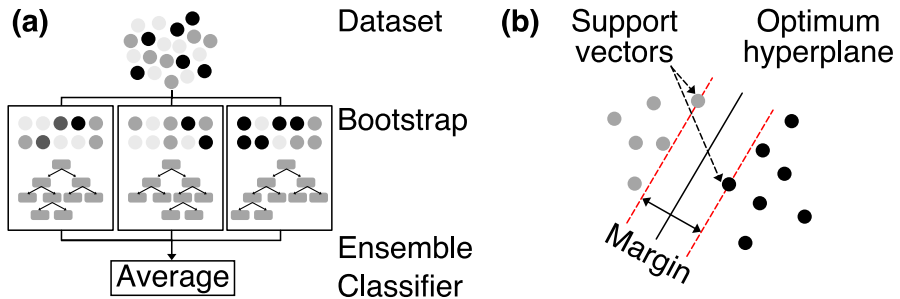 (a)
Dataset
Bootstrap
Ensemble
Classifier
Average
(b)
Support
vectors
Optimum
hyperplane
Margin